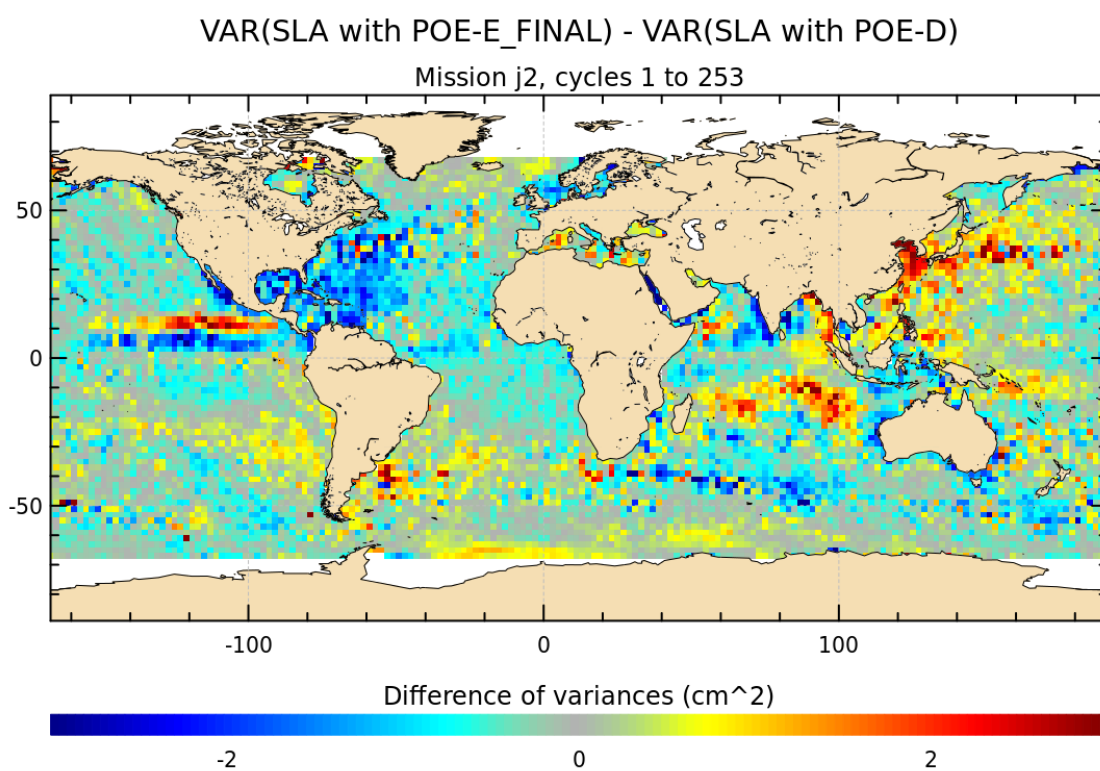 VAR(SLA with POE-E_FINAL) - VAR(SLA with POE-D)
Mission j2, cycles 1 to 253
50
0
-50
-100 0 100
Difference of variances (cm^2)
-2 0 2